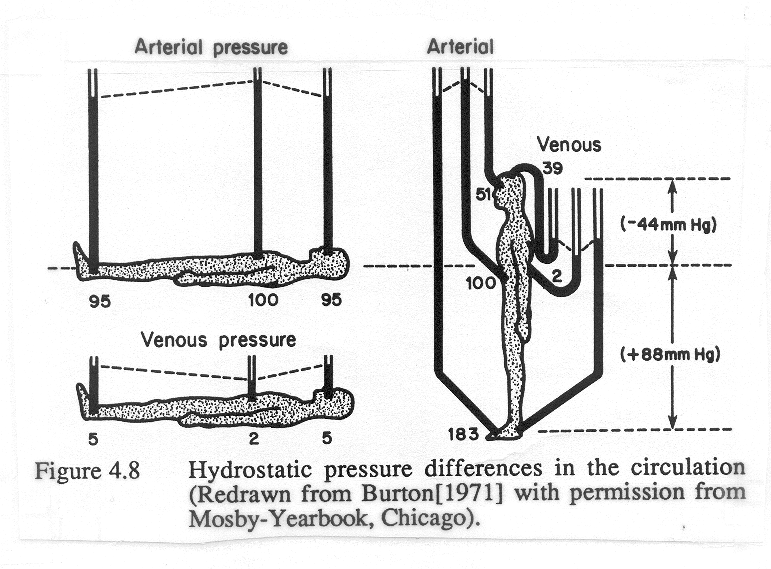 Arterial pressure
95
100
95
Venous pressure
5
2
5
Arterial
Venous
39
51
(-44mm Hg)
100
2
(+88mm Hg)
183
Figure 4.8 Hydrostatic pressure differences in the circulation
(Redrawn from Burton[1971] with permission from
Mosby-Yearbook, Chicago).